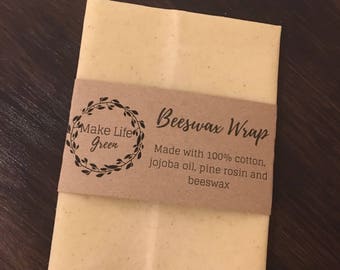 Make Life
Green
Beeswax Wrap
Made with 100% cotton,
jojoba oil, pine rosin and
beeswax